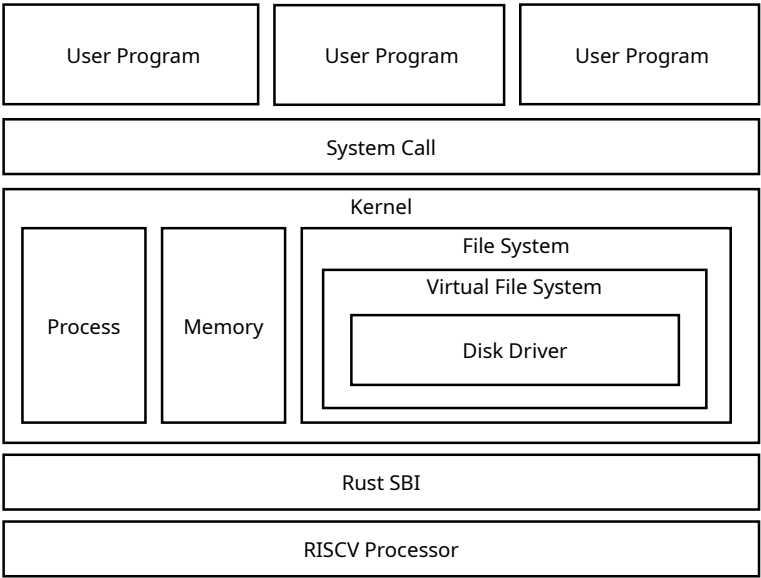 User Program
User Program
User Program
System Call
Kernel
File System
Virtual File System
Process
Memory
Disk Driver
Rust SBI
RISCV Processor